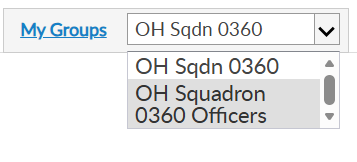 My Groups OH Sqdn 0360
OH Sqdn 0360
OH Squadron
0360 Officers